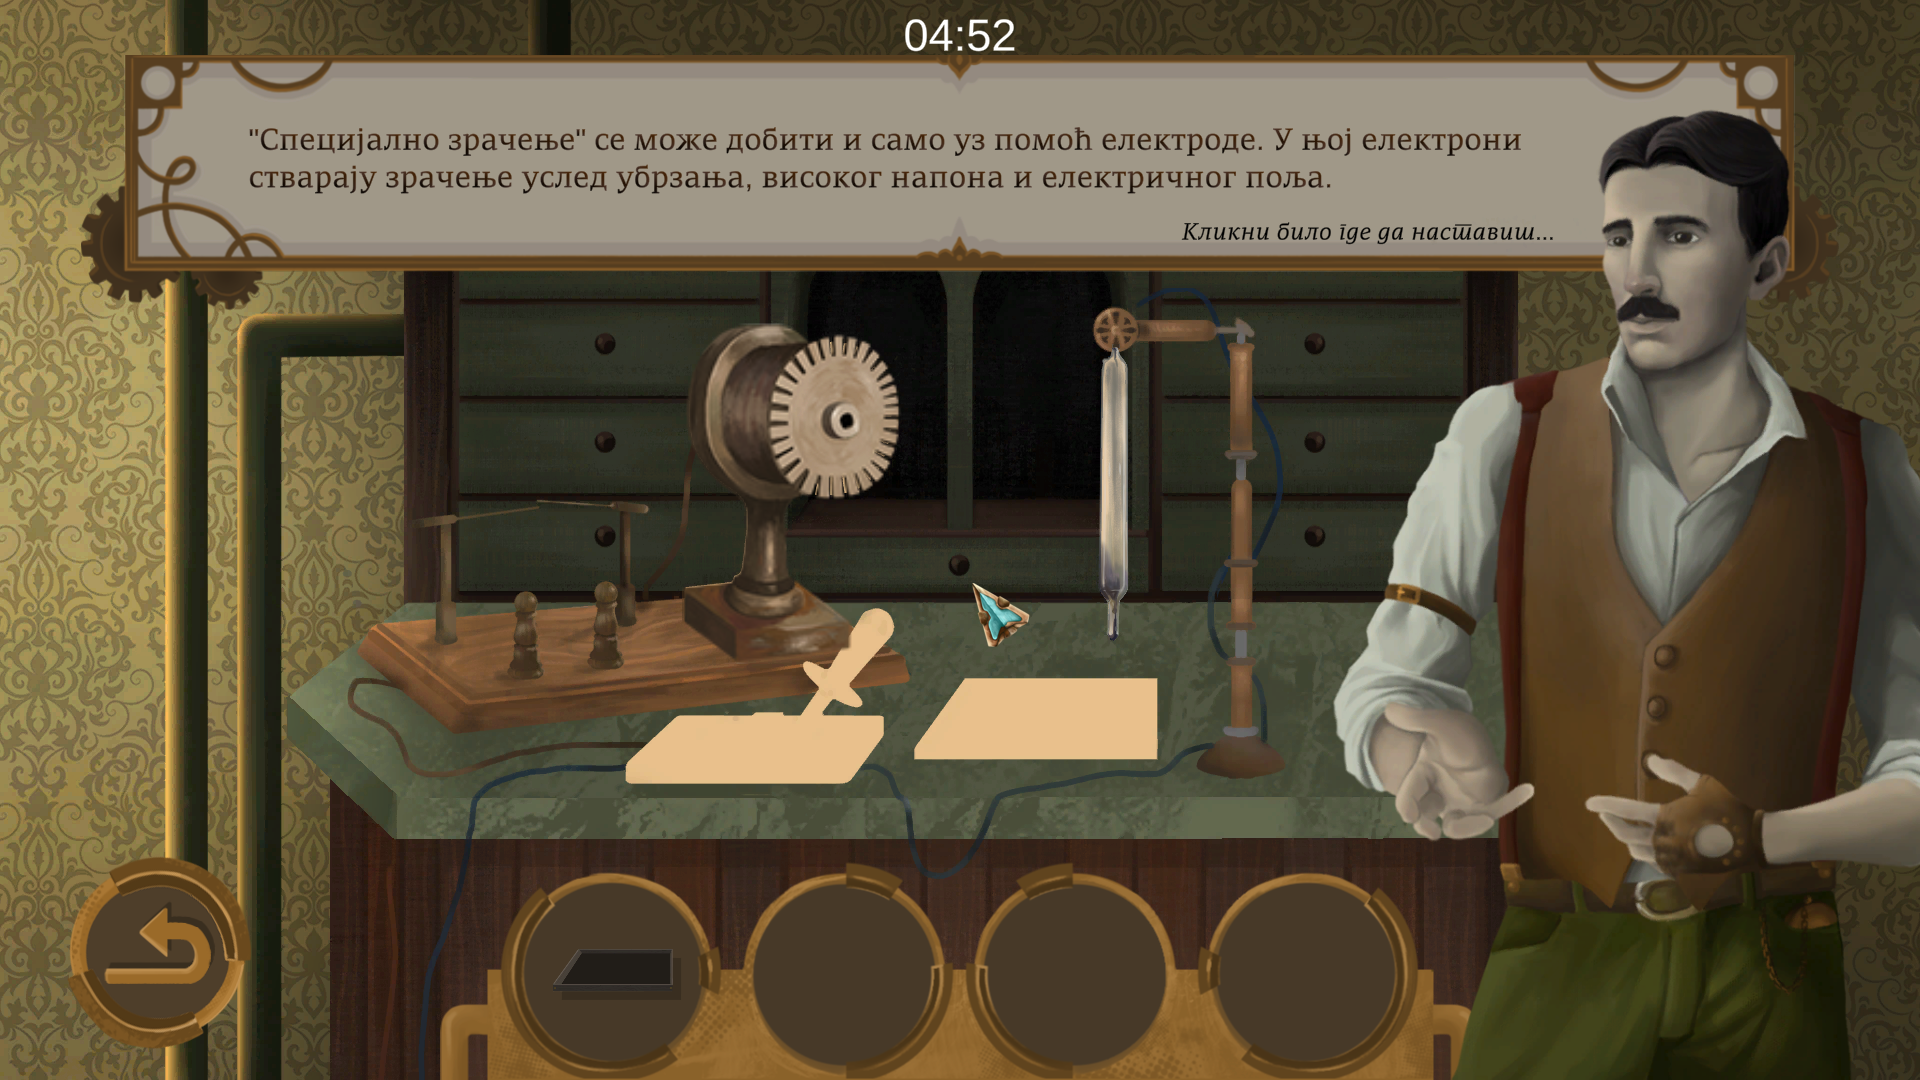 04:52
"Специјално зрачење" се може добити и само уз помоћ електроде. У њој електрони
стварају зрачење услед убрзања, високог напона и електричног поља.
Кликни било где да наставиш...